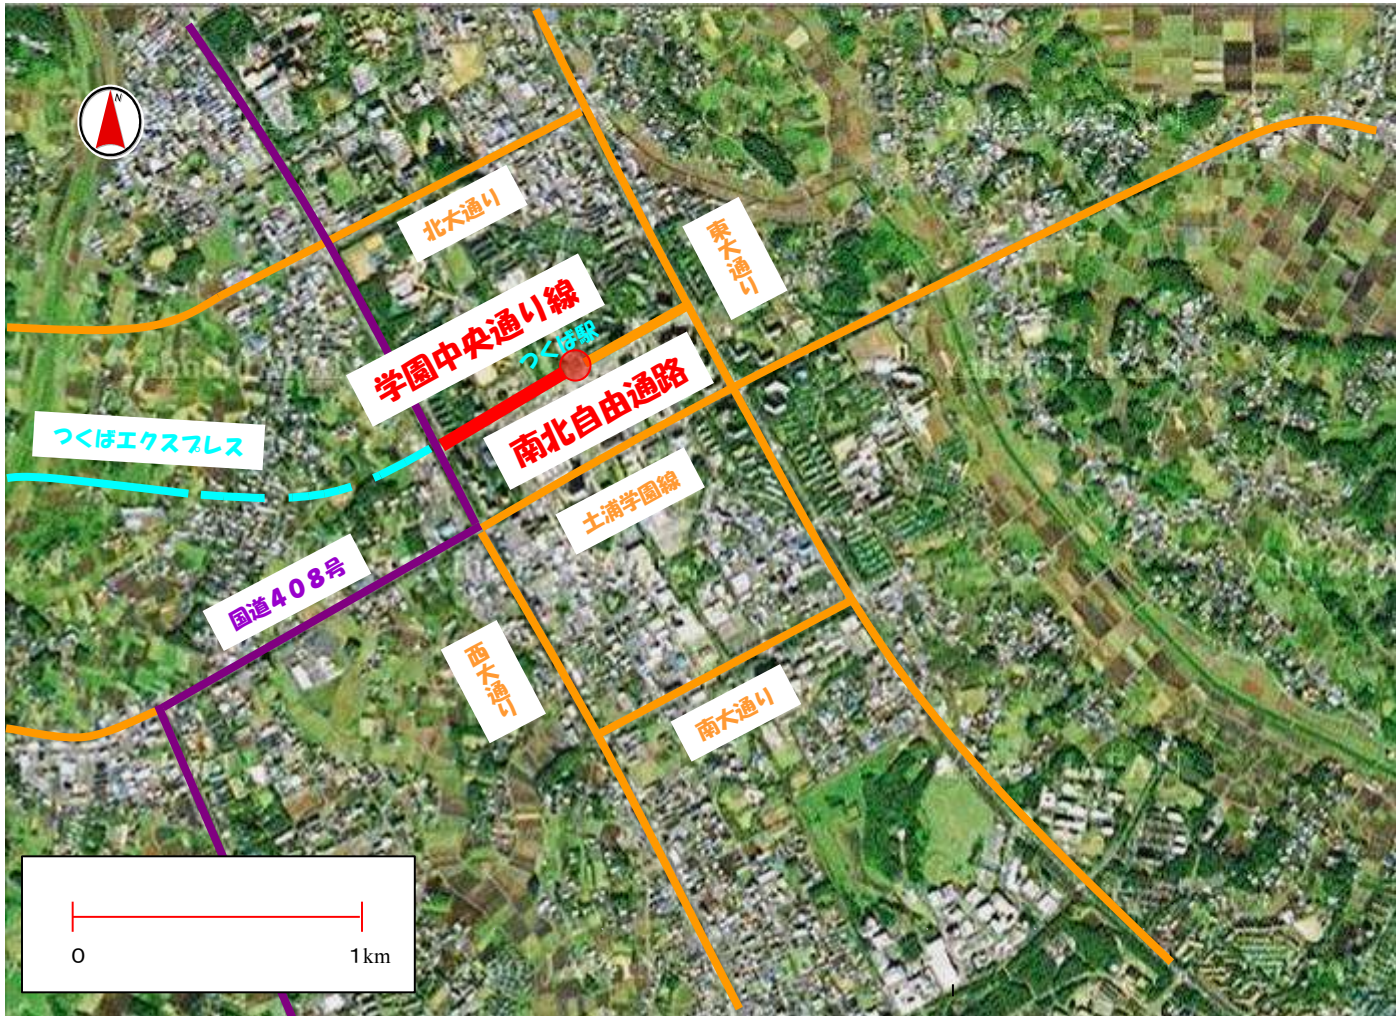 N
北大通り
東大通り
学園中央通り線
つくば駅
南北自由通路
つくばエクスプレス
土浦学園線
国道408号
西大通り
南大通り
0
1km